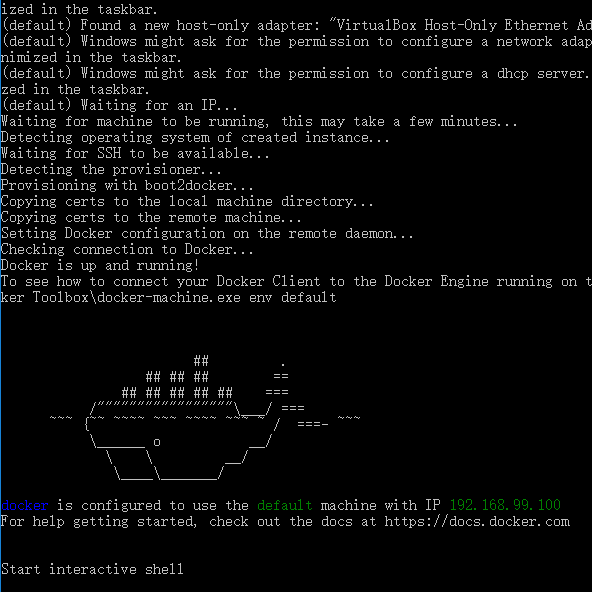 ized in the taskbar.
(default) Found a new host-only adapter: "VirtualBox Host-Only Ethernet Ad
(default) Windows might ask for the permission to configure a network adap
nimized in the taskbar.
(default) Windows might ask for the permission to configure a dhcp server.
zed in the taskbar.
(default) Waiting for an IP...
Waiting for machine to be running, this may take a few minutes...
Detecting operating system of created instance...
Waiting for SSH to be available...
Detecting the provisioner...
Provisioning with boot2docker...
Copying certs to the local machine directory...
Copying certs to the remote machine...
Setting Docker configuration on the remote daemon...
Checking connection to Docker...
Docker is up and running!
To see how to connect your Docker Client to the Docker Engine running on t
ker Toolbox\docker-machine.exe env default
                        ##         .
                  ## ## ##        ==
               ## ## ## ## ##    ===
           /"""""""""""""""""\___/ ===
      ~~~ {~~ ~~~~ ~~~ ~~~~ ~~~ ~ /  ===- ~~~
           \______ o           __/
             \    \         __/
              \____\_______/
docker is configured to use the default machine with IP 192.168.99.100
For help getting started, check out the docs at https://docs.docker.com
Start interactive shell